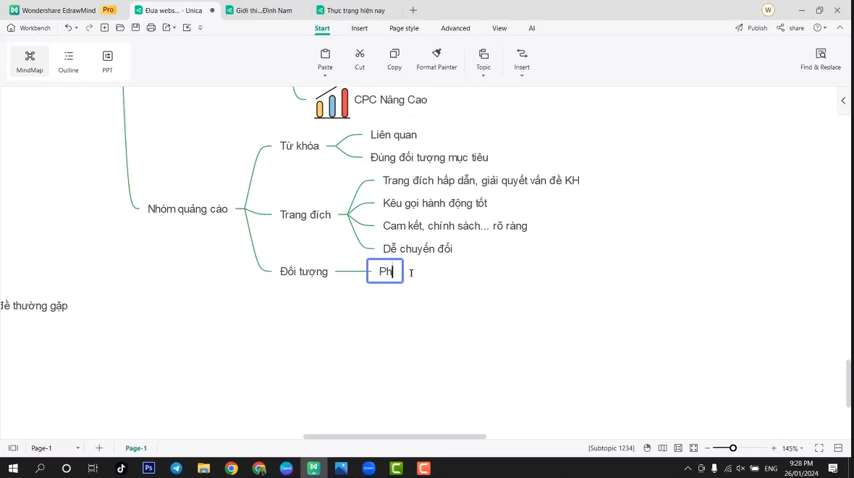 Wondershare EdrawMind Pro
Đưa webs... - Unica
Giới thi...Đình Nam
Thực trạng hiện nay
W
Workbench
Start
Insert
Page style
Advanced
View
AI
Publish
share
MindMap
Outline
PPT
Paste
Cut
Copy
Format Painter
Topic
Insert
Find & Replace
CPC Nâng Cao
Từ khóa
Liên quan
Đúng đối tượng mục tiêu
Nhóm quảng cáo
Trang đích
Trang đích hấp dẫn, giải quyết vấn đề KH
Kêu gọi hành động tốt
Cam kết, chính sách... rõ ràng
Dễ chuyển đổi
Đối tượng
Ph
đề thường gặp
Page-1
Page-1
[Subtopic 1234]
145%
ENG
9:28 PM
26/01/2024